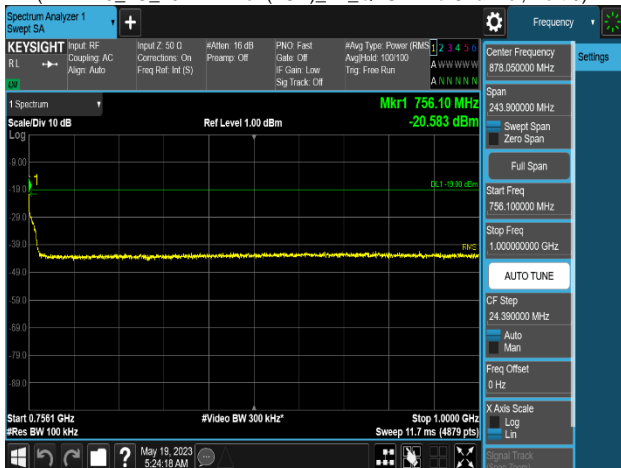 Spectrum Analyzer 1
Swept SA
Frequency
KEYSIGHT
RL
Input: RF
Coupling: AC
Align: Auto
Input Z: 50 Ω
Corrections: On
Freq Ref: Int (S)
#Atten: 16 dB
Preamp: Off
PNO: Fast
Gate: Off
IF Gain: Low
Sig Track: Off
#Avg Type: Power (RMS
Avg|Hold: 100/100
Trig: Free Run
1 2 3 4 5 6
A W W W W W
A N N N N N
LXI
1 Spectrum
Scale/Div 10 dB
Ref Level 1.00 dBm
Mkr1 756.10 MHz
-20.583 dBm
Log
1
DL1 -19.00 dBm
RMS
-9.00
-19.0
-29.0
-39.0
-49.0
-59.0
-69.0
-79.0
-89.0
Start 0.7561 GHz
#Res BW 100 kHz
#Video BW 300 kHz*
Stop 1.0000 GHz
Sweep 11.7 ms (4879 pts)
May 19, 2023
5:24:18 AM
Center Frequency
878.050000 MHz
Settings
Span
243.900000 MHz
Swept Span
Zero Span
Full Span
Start Freq
756.100000 MHz
Stop Freq
1.000000000 GHz
AUTO TUNE
CF Step
24.390000 MHz
Auto
Man
Freq Offset
0 Hz
X Axis Scale
Log
Lin
Signal Track
(Span Zoom)